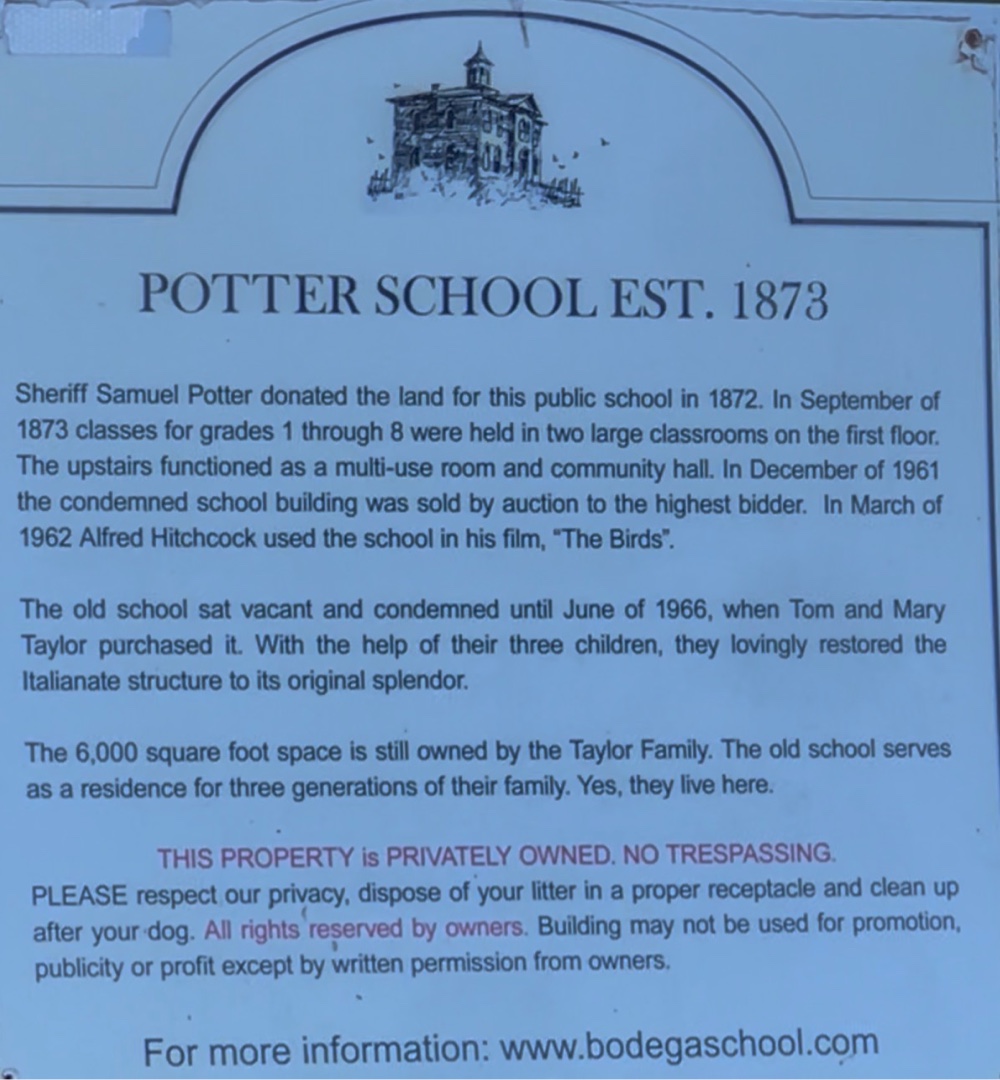 POTTER SCHOOL EST. 1873
Sheriff Samuel Potter donated the land for this public school in 1872. In September of
1873 classes for grades 1 through 8 were held in two large classrooms on the first floor.
The upstairs functioned as a multi-use room and community hall. In December of 1961
the condemned school building was sold by auction to the highest bidder. In March of
1962 Alfred Hitchcock used the school in his film, “The Birds”.
The old school sat vacant and condemned until June of 1966, when Tom and Mary
Taylor purchased it. With the help of their three children, they lovingly restored the
Italianate structure to its original splendor.
The 6,000 square foot space is still owned by the Taylor Family. The old school serves
as a residence for three generations of their family. Yes, they live here.
THIS PROPERTY is PRIVATELY OWNED. NO TRESPASSING.
PLEASE respect our privacy, dispose of your litter in a proper receptacle and clean up
after your dog. All rights reserved by owners. Building may not be used for promotion,
publicity or profit except by written permission from owners.
For more information: www.bodegaschool.com